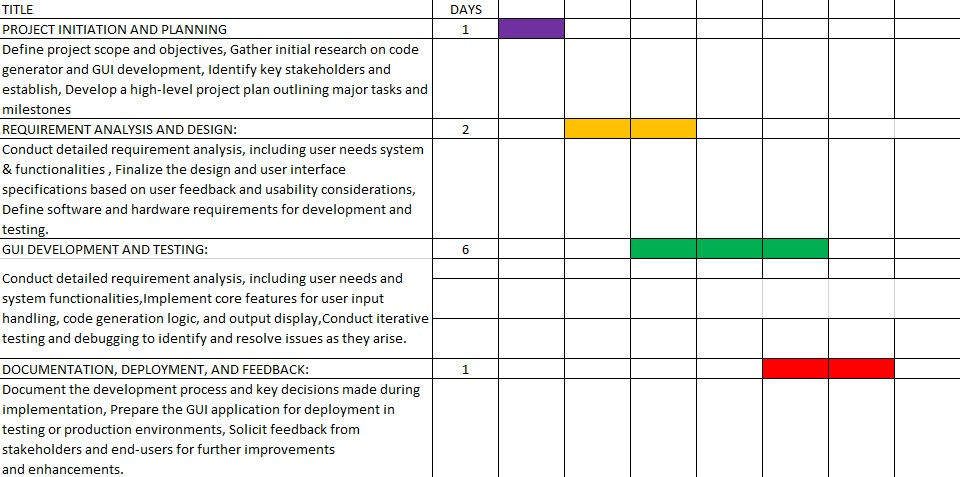 TITLE DAYS
PROJECT INITIATION AND PLANNING 1
Define project scope and objectives, Gather initial research on code
generator and GUI development, Identify key stakeholders and
establish, Develop a high-level project plan outlining major tasks and
milestones
REQUIREMENT ANALYSIS AND DESIGN: 2
Conduct detailed requirement analysis, including user needs system
& functionalities , Finalize the design and user interface
specifications based on user feedback and usability considerations,
Define software and hardware requirements for development and
testing.
GUI DEVELOPMENT AND TESTING: 6
Conduct detailed requirement analysis, including user needs and
system functionalities,Implement core features for user input
handling, code generation logic, and output display,Conduct iterative
testing and debugging to identify and resolve issues as they arise.
DOCUMENTATION, DEPLOYMENT, AND FEEDBACK: 1
Document the development process and key decisions made during
implementation, Prepare the GUI application for deployment in
testing or production environments, Solicit feedback from
stakeholders and end-users for further improvements
and enhancements.